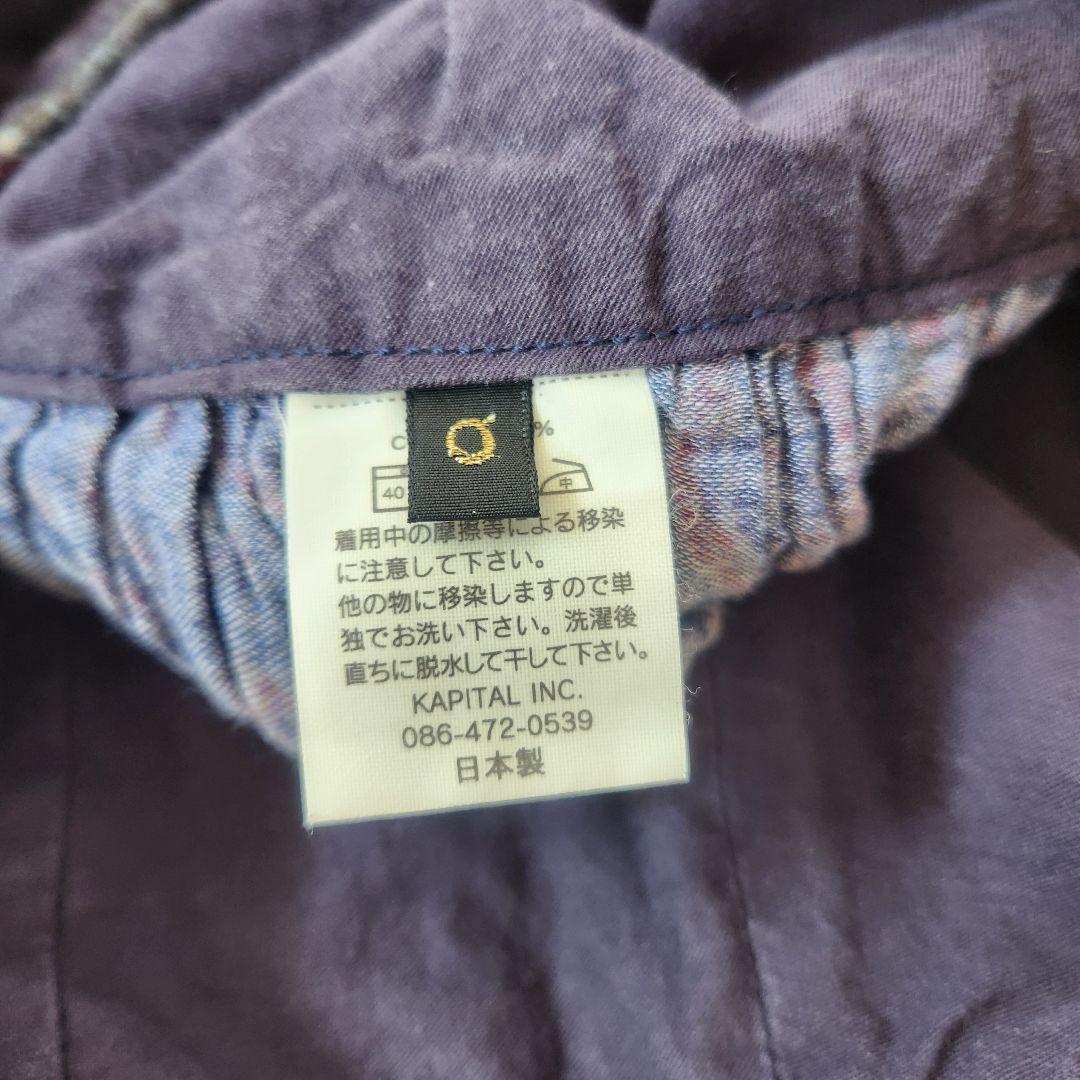 C %
40 中
着用中の摩擦等による移染
に注意して下さい。
他の物に移染しますので単
独でお洗い下さい。洗濯後
直ちに脱水して干して下さい。
KAPITAL INC.
086-472-0539
日本製